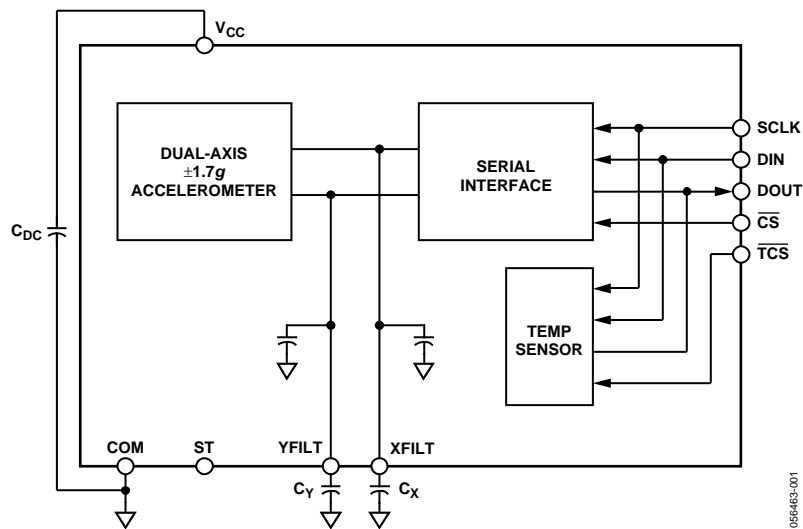 VCC
DUAL-AXIS
±1.7g
ACCELEROMETER
SERIAL
INTERFACE
SCLK
DIN
DOUT
CS
TCS
CDC
TEMP
SENSOR
COM
ST
YFILT
XFILT
CY
CX
056463-001